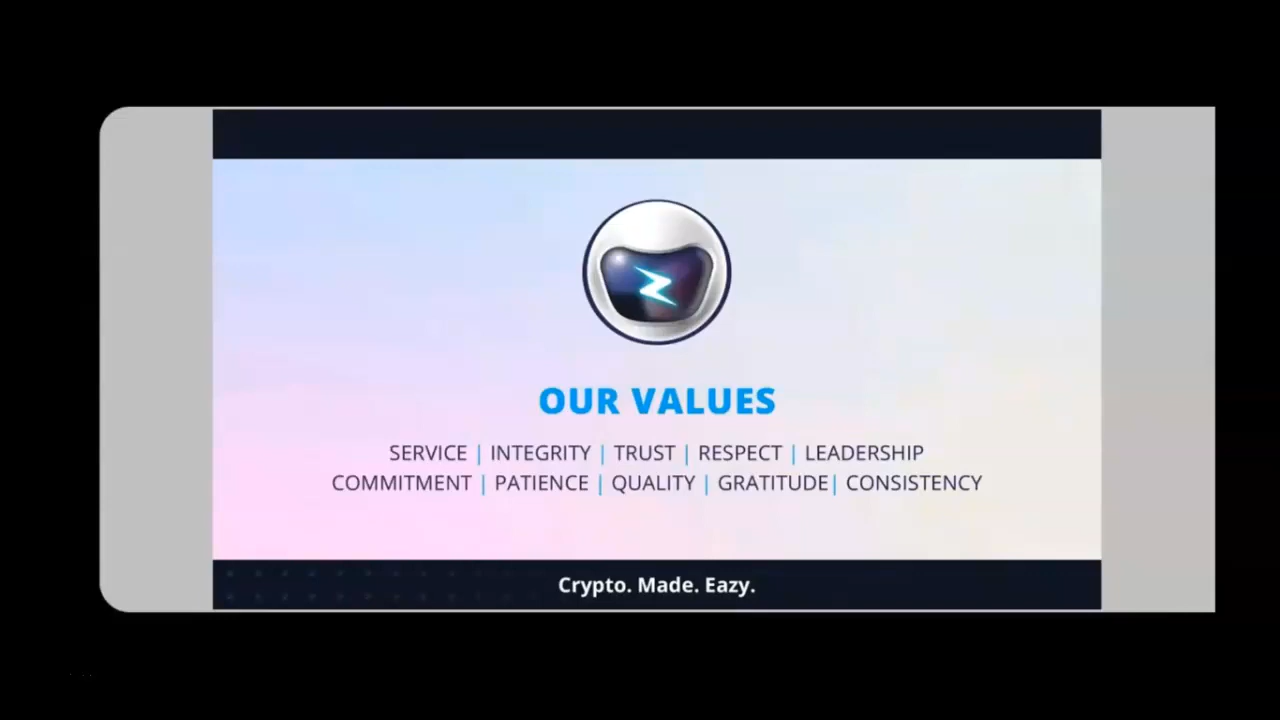 OUR VALUES
SERVICE | INTEGRITY | TRUST | RESPECT | LEADERSHIP
COMMITMENT | PATIENCE | QUALITY | GRATITUDE| CONSISTENCY
Crypto. Made. Eazy.